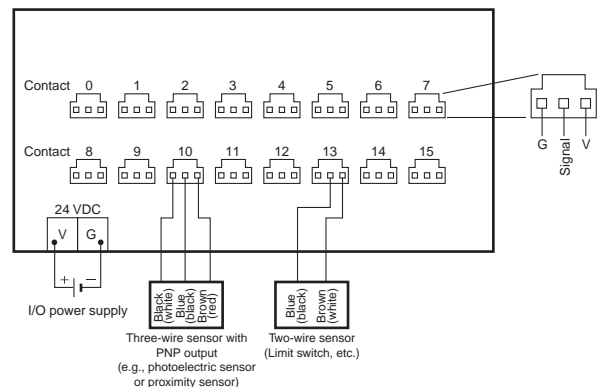 Contact 0 1 2 3 4 5 6 7
G Signal V
Contact 8 9 10 11 12 13 14 15
24 VDC
V G
+ −
I/O power supply
Black (white)
Blue (black)
Brown (red)
Three-wire sensor with
PNP output
(e.g., photoelectric sensor
or proximity sensor)
Blue (black)
Brown (white)
Two-wire sensor
(Limit switch, etc.)